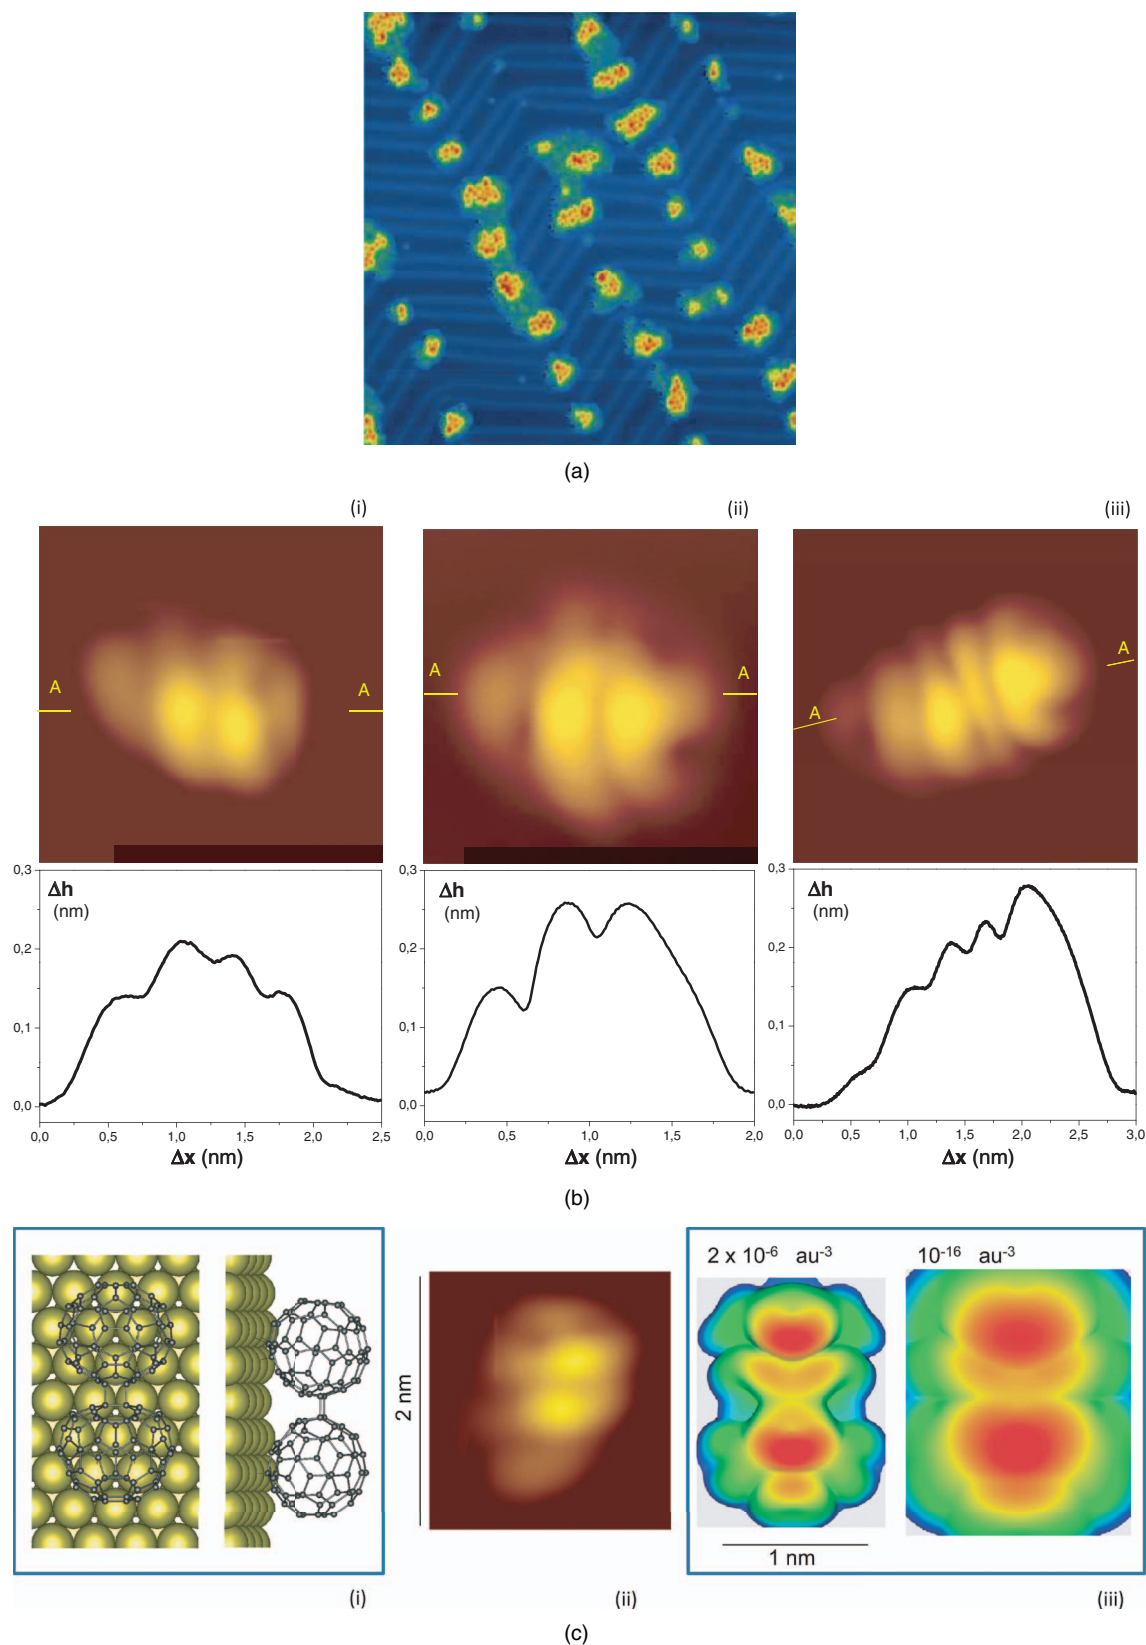 (a)
(i) (ii) (iii)
A A
A A
A A
0,3 0,2 0,1 0,0
Δh
(nm)
0,0 0,5 1,0 1,5 2,0 2,5
Δx (nm)
0,3 0,2 0,1 0,0
Δh
(nm)
0,0 0,5 1,0 1,5 2,0
Δx (nm)
0,3 0,2 0,1 0,0
Δh
(nm)
0,0 0,5 1,0 1,5 2,0 2,5 3,0
Δx (nm)
(b)
2 nm
2 x 10⁻⁶ au⁻³ 10⁻¹⁶ au⁻³
1 nm
(i) (ii) (iii)
(c)